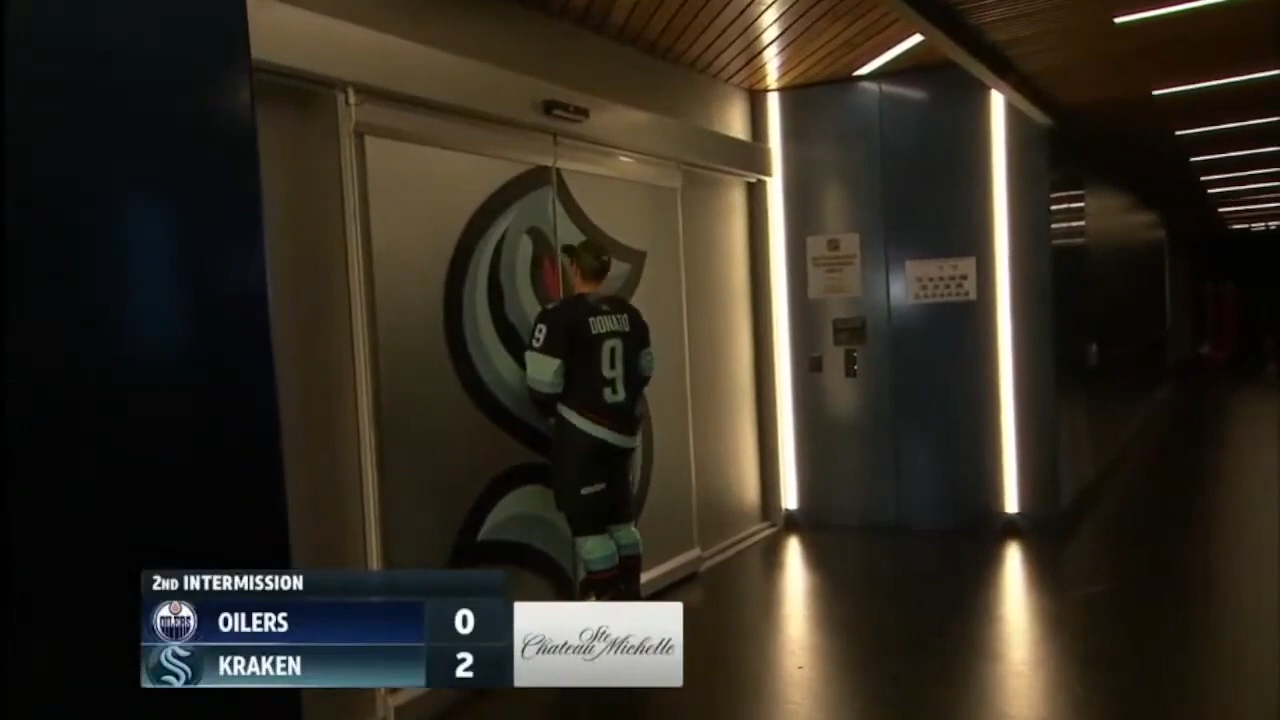 DONATO
9
9
2ND INTERMISSION
OILERS 0
KRAKEN 2
Ste
Chateau Michelle